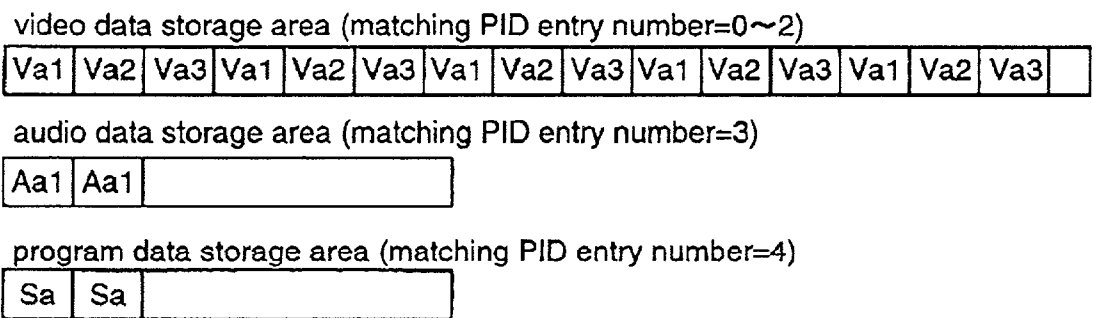 video data storage area (matching PID entry number=0～2)
Va1 Va2 Va3 Va1 Va2 Va3 Va1 Va2 Va3 Va1 Va2 Va3 Va1 Va2 Va3
audio data storage area (matching PID entry number=3)
Aa1 Aa1
program data storage area (matching PID entry number=4)
Sa Sa